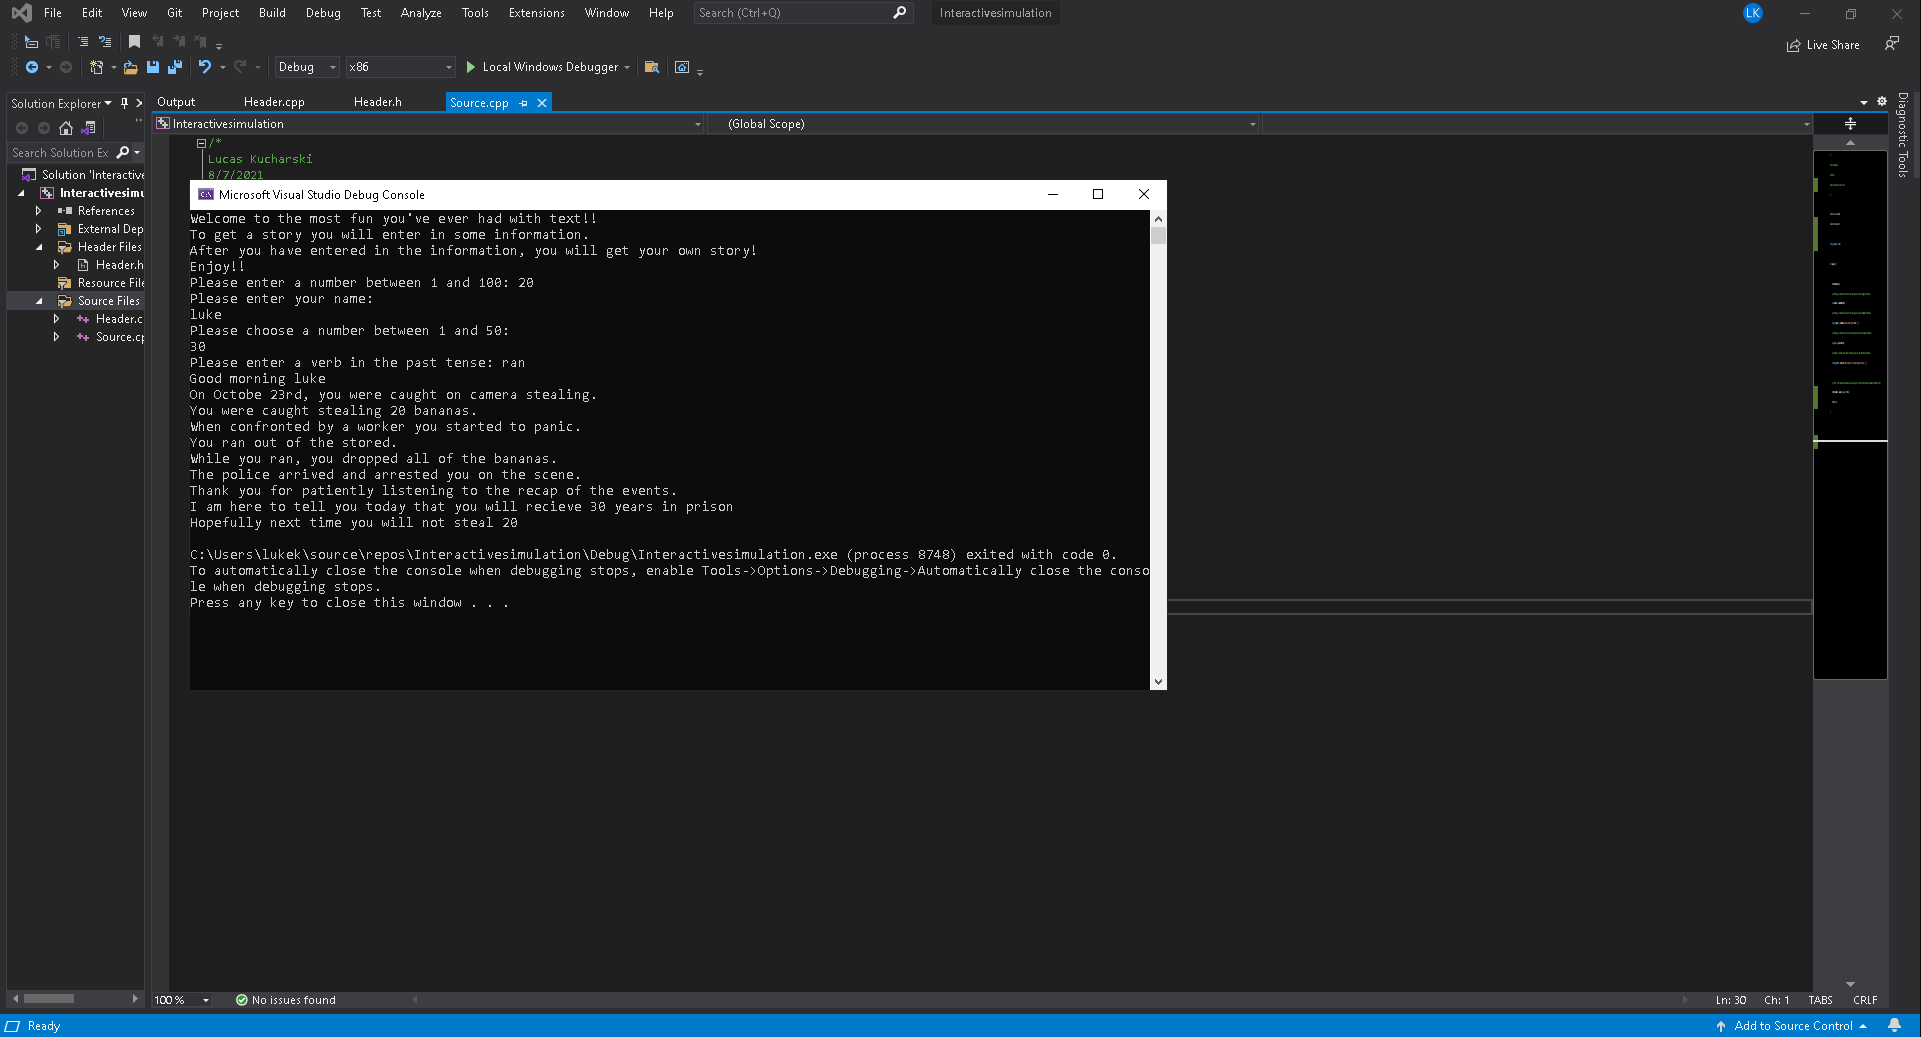 File Edit View Git Project Build Debug Test Analyze Tools Extensions Window Help Search (Ctrl+Q) Interactivesimulation LK
Live Share
Debug x86 Local Windows Debugger
Solution Explorer Output Header.cpp Header.h Source.cpp
Interactivesimulation (Global Scope)
Search Solution Ex
Solution 'Interactive
Interactivesimu
References
External Dep
Header Files
Header.h
Resource File
Source Files
Header.c
Source.cp
Diagnostic Tools
/*
Lucas Kucharski
8/7/2021
Microsoft Visual Studio Debug Console
Welcome to the most fun you've ever had with text!!
To get a story you will enter in some information.
After you have entered in the information, you will get your own story!
Enjoy!!
Please enter a number between 1 and 100: 20
Please enter your name:
luke
Please choose a number between 1 and 50:
30
Please enter a verb in the past tense: ran
Good morning luke
On Octobe 23rd, you were caught on camera stealing.
You were caught stealing 20 bananas.
When confronted by a worker you started to panic.
You ran out of the stored.
While you ran, you dropped all of the bananas.
The police arrived and arrested you on the scene.
Thank you for patiently listening to the recap of the events.
I am here to tell you today that you will recieve 30 years in prison
Hopefully next time you will not steal 20
C:\Users\lukek\source\repos\Interactivesimulation\Debug\Interactivesimulation.exe (process 8748) exited with code 0.
To automatically close the console when debugging stops, enable Tools->Options->Debugging->Automatically close the conso
le when debugging stops.
Press any key to close this window . . .
100 % No issues found Ln: 30 Ch: 1 TABS CRLF
Ready Add to Source Control